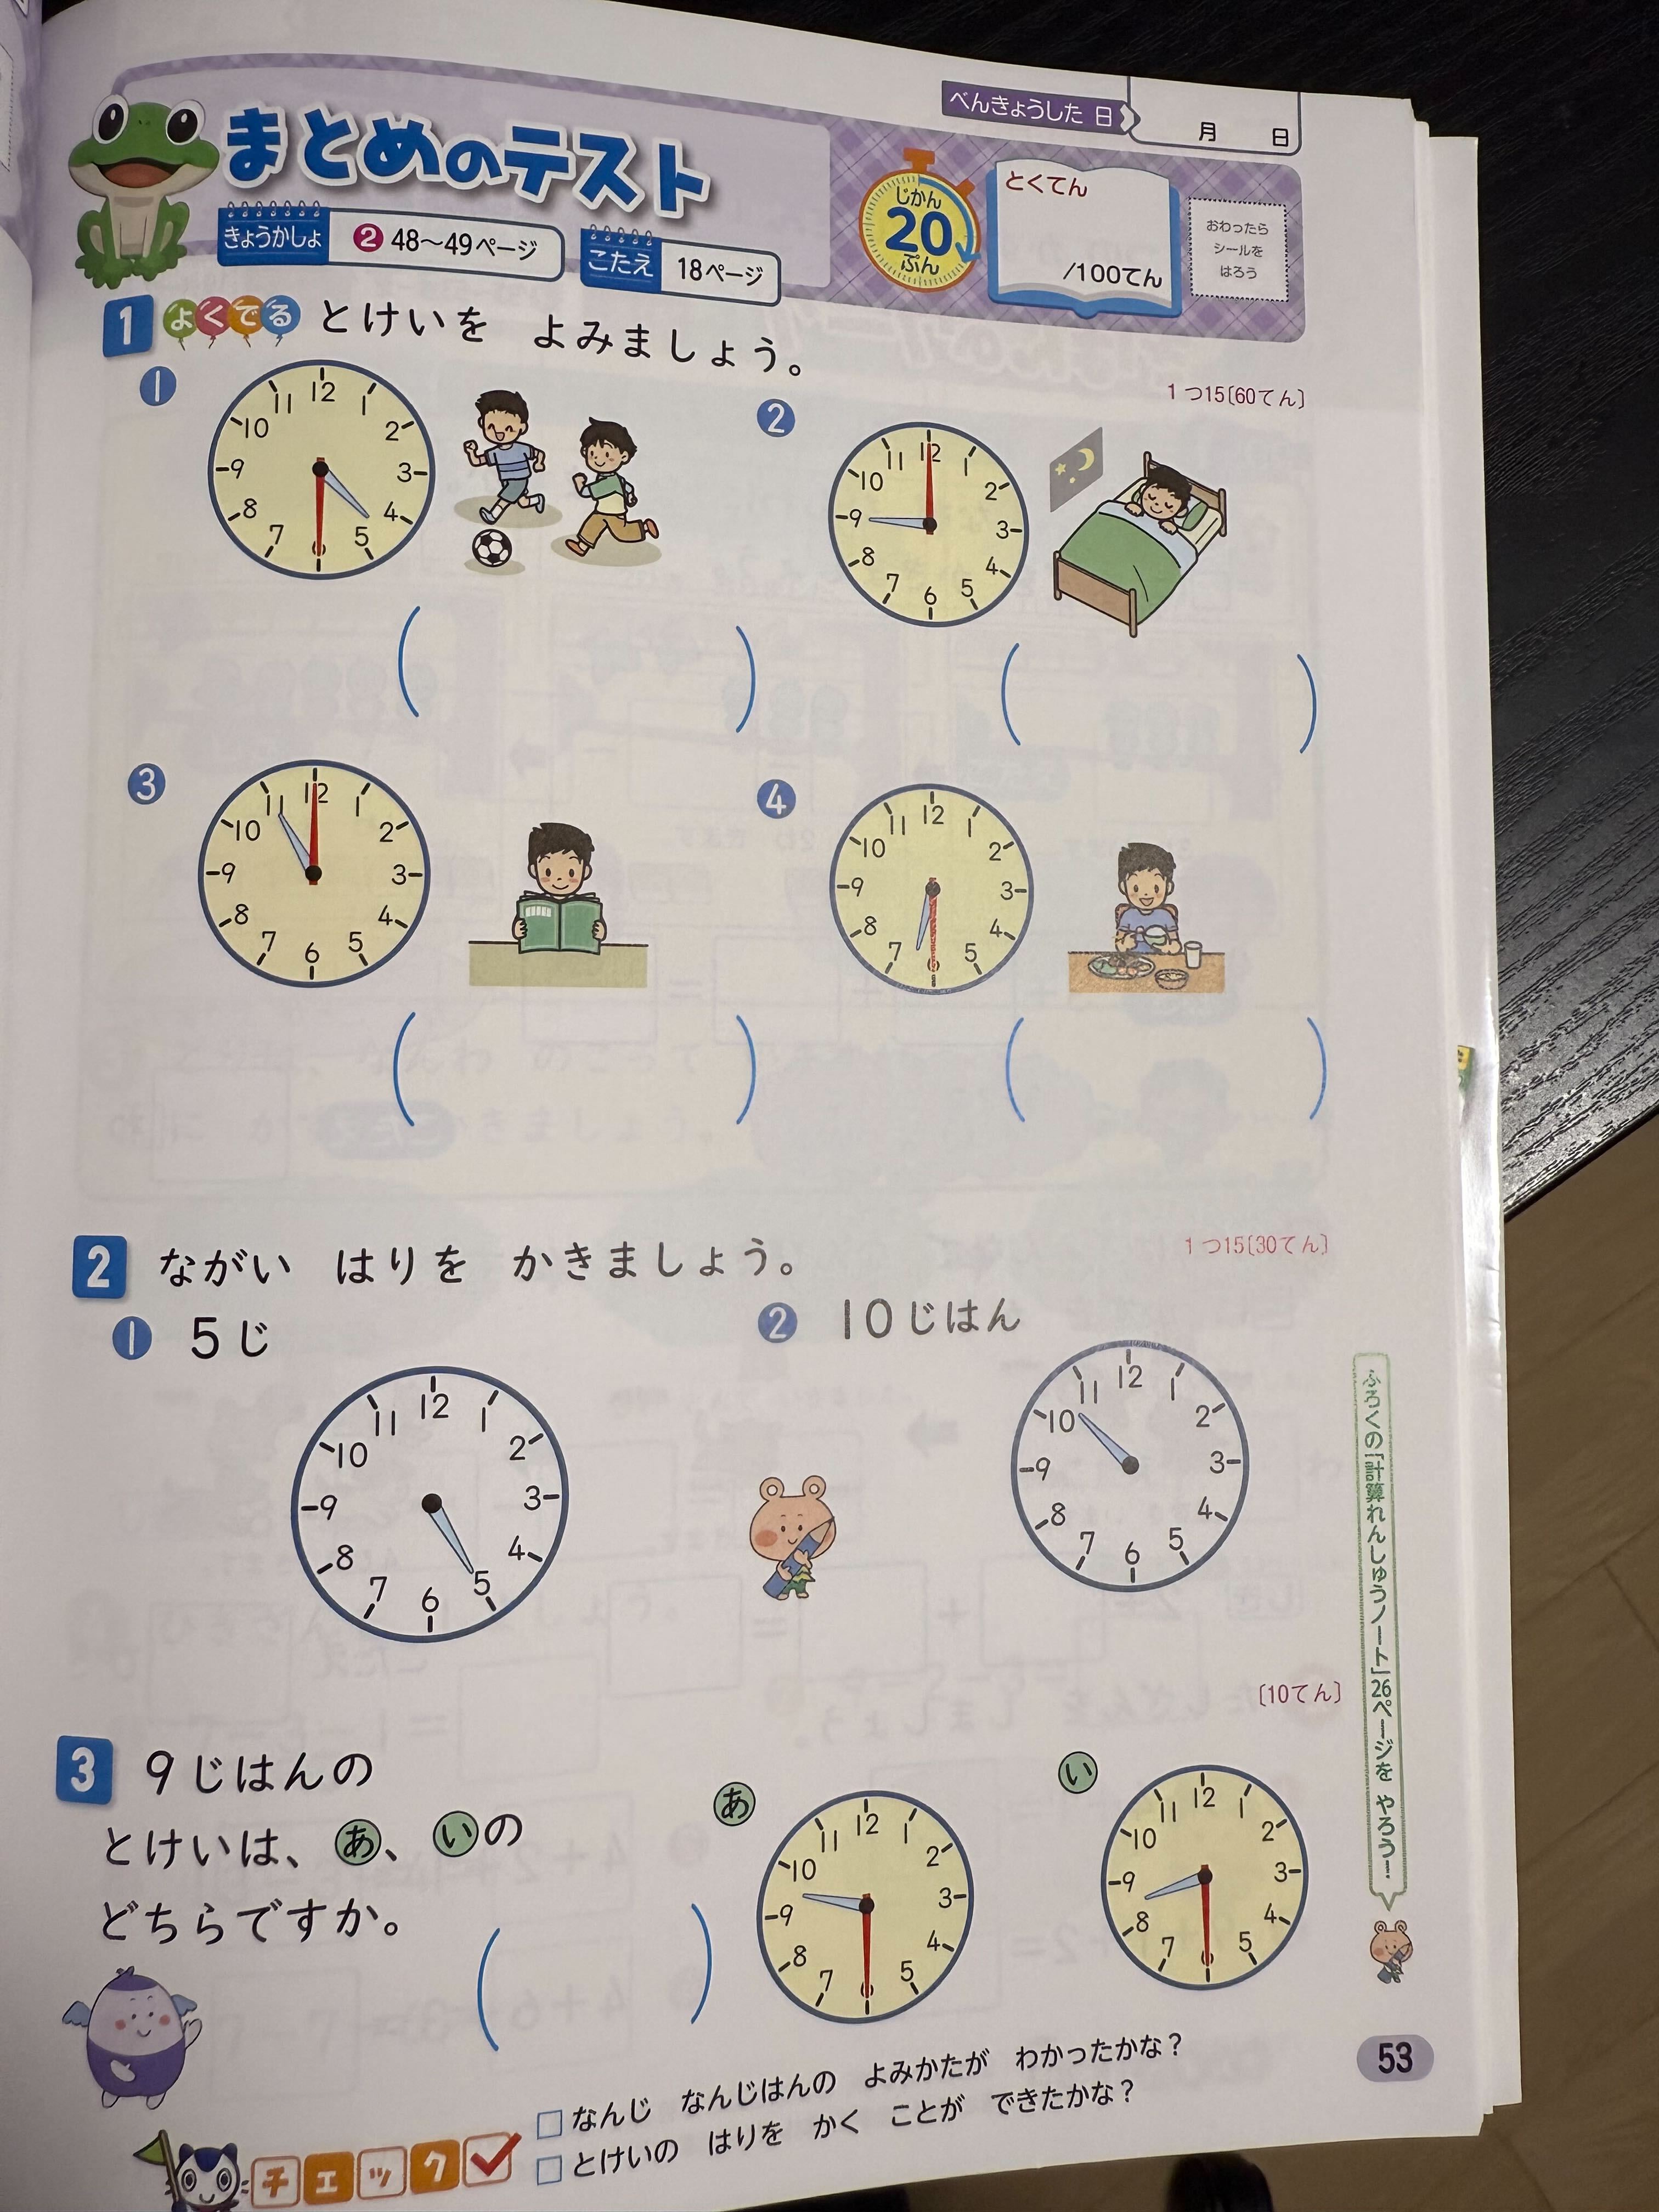 べんきょうした 日
月 日
まとめのテスト
きょうかしょ ❷ 48〜49ページ
こたえ 18ページ
じかん
20
ぷん
とくてん
/100てん
おわったら
シールを
はろう
1 よくでる とけいを よみましょう。
1つ15〔60てん〕
❶
12 1 2 3 4 5 6 7 8 9 10 11
❷
12 1 2 3 4 5 6 7 8 9 10 11
❸
12 1 2 3 4 5 6 7 8 9 10 11
❹
12 1 2 3 4 5 6 7 8 9 10 11
2 ながい はりを かきましょう。
1つ15〔30てん〕
❶ 5じ
12 1 2 3 4 5 6 7 8 9 10 11
❷ 10じはん
12 1 2 3 4 5 6 7 8 9 10 11
〔10てん〕
3 9じはんの
とけいは、あ、いの
どちらですか。
あ
12 1 2 3 4 5 6 7 8 9 10 11
い
12 1 2 3 4 5 6 7 8 9 10 11
ふろくの「計算れんしゅうノート」26ページを やろう！
チェック
□なんじ なんじはんの よみかたが わかったかな？
□とけいの はりを かく ことが できたかな？
53